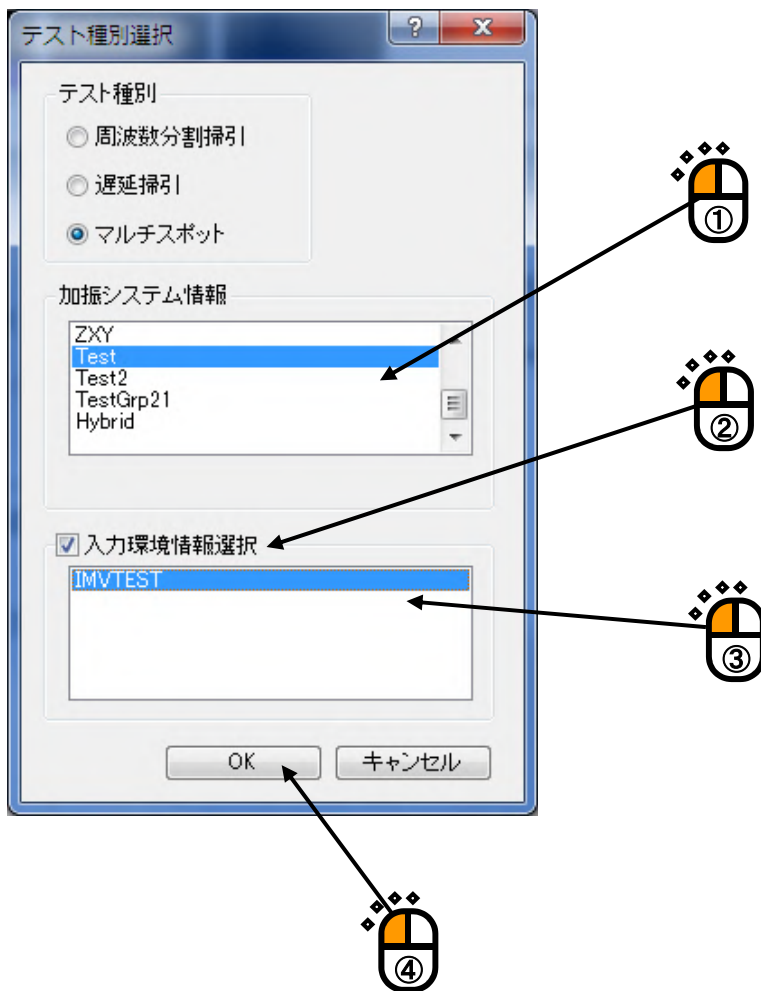 テスト種別選択
テスト種別
周波数分割掃引
遅延掃引
マルチスポット
①
加振システム情報
ZXY
Test
Test2
TestGrp21
Hybrid
②
入力環境情報選択
IMVTEST
③
OK
キャンセル
④